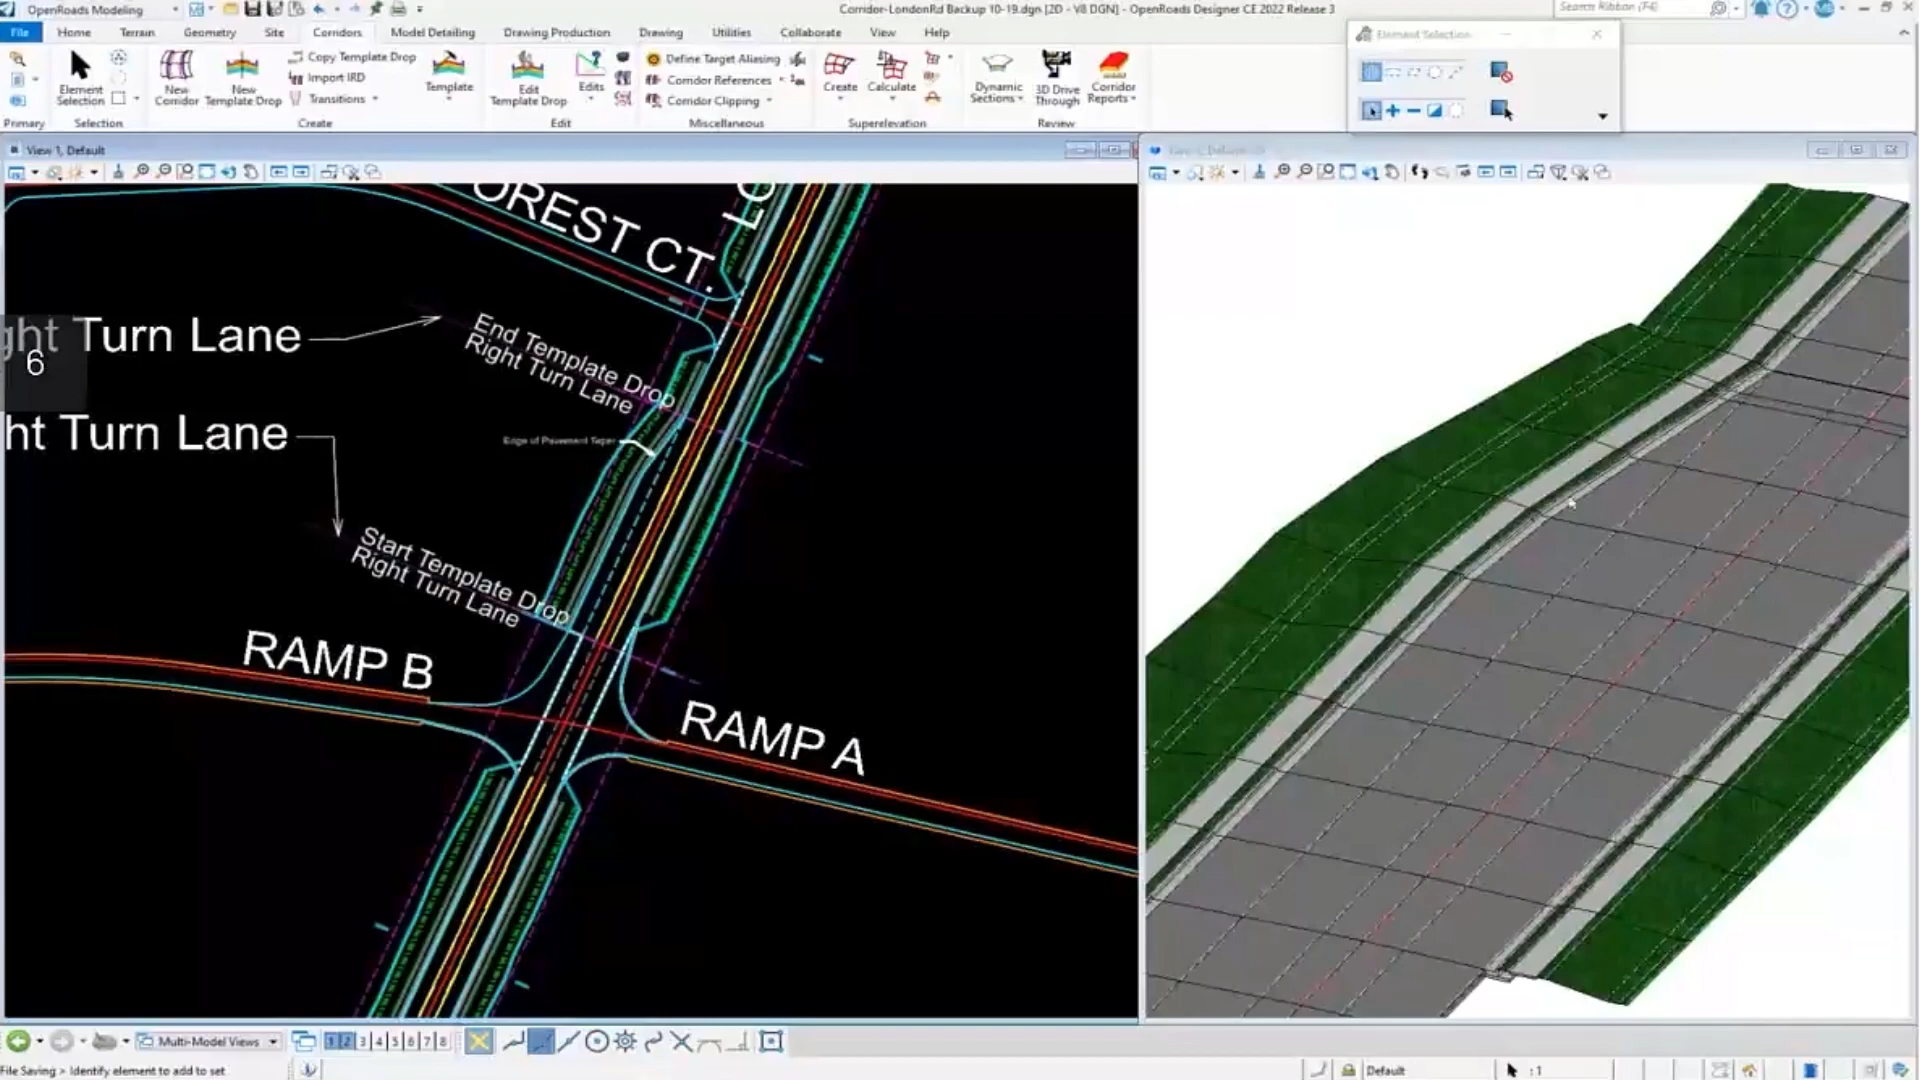 OpenRoads Modeling
Corridor-LondonRd Backup 10-19.dgn [2D - V8 DGN] - OpenRoads Designer CE 2022 Release 3
Search Ribbon (F4)
File Home Terrain Geometry Site Corridors Model Detailing Drawing Production Drawing Utilities Collaborate View Help
Element Selection
Element Selection
New Corridor
New Template Drop
Copy Template Drop
Import IRD
Transitions
Template
Edit Template Drop
Edits
Define Target Aliasing
Corridor References
Corridor Clipping
Create
Calculate
Dynamic Sections
3D Drive Through
Corridor Reports
Primary Selection Create Edit Miscellaneous Superelevation Review
View 1, Default
OREST CT.
LO
ght Turn Lane
6
End Template Drop
Right Turn Lane
Edge of Pavement Taper
ht Turn Lane
Start Template Drop
Right Turn Lane
RAMP B
RAMP A
Multi-Model Views
1 2 3 4 5 6 7 8
File Saving > Identify element to add to set
Default
: 1